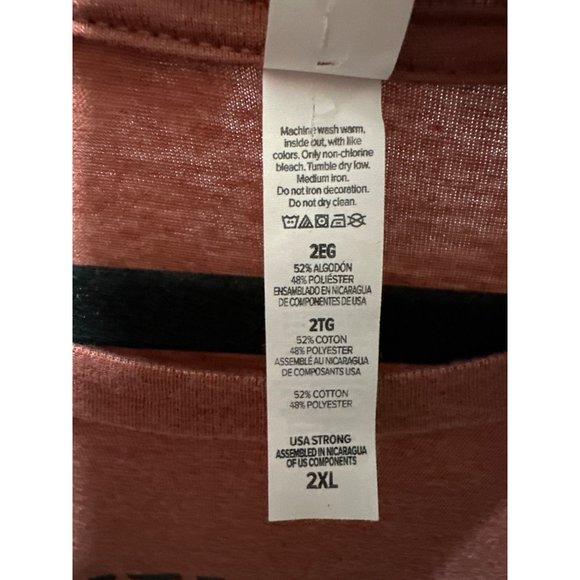 Machine wash warm,
inside out, with like
colors. Only non-chlorine
bleach. Tumble dry low.
Medium iron.
Do not iron decoration.
Do not dry clean.
2EG
52% ALGODÓN
48% POLIÉSTER
ENSAMBLADO EN NICARAGUA
DE COMPONENTES DE USA
2TG
52% COTON
48% POLYESTER
ASSEMBLÉ AU NICARAGUA
DE COMPOSANTS USA
52% COTTON
48% POLYESTER
USA STRONG
ASSEMBLED IN NICARAGUA
OF US COMPONENTS
2XL